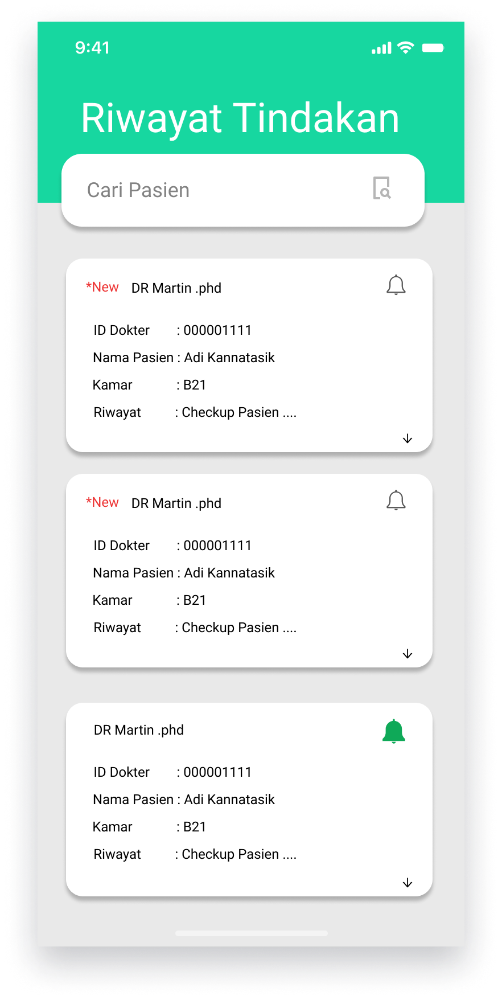 9:41
Riwayat Tindakan
Cari Pasien
*New DR Martin .phd
ID Dokter : 000001111
Nama Pasien : Adi Kannatasik
Kamar : B21
Riwayat : Checkup Pasien ....
*New DR Martin .phd
ID Dokter : 000001111
Nama Pasien : Adi Kannatasik
Kamar : B21
Riwayat : Checkup Pasien ....
DR Martin .phd
ID Dokter : 000001111
Nama Pasien : Adi Kannatasik
Kamar : B21
Riwayat : Checkup Pasien ....